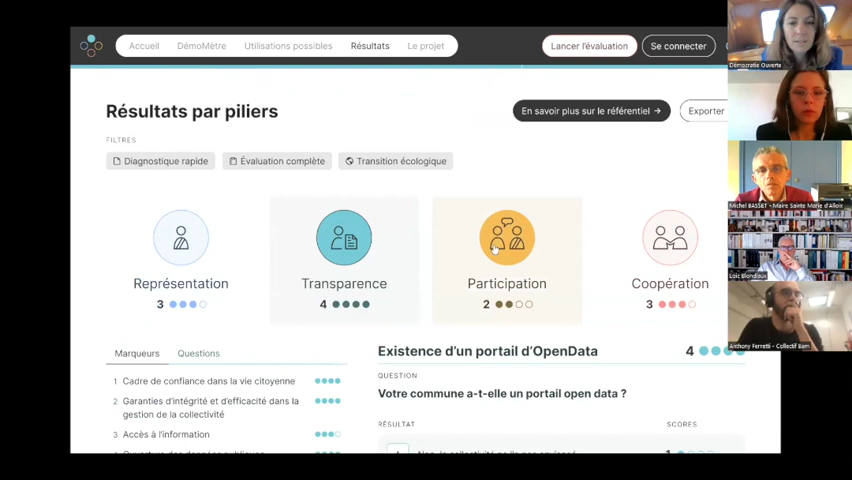 Accueil DémoMètre Utilisations possibles Résultats Le projet Lancer l'évaluation Se connecter
Démocratie Ouverte
Résultats par piliers
En savoir plus sur le référentiel → Exporter
FILTRES
Diagnostique rapide Évaluation complète Transition écologique
Michel BASSET - Maire Sainte Marie d'Alloix
Loïc Blondiaux
Représentation Transparence Participation Coopération
3 4 2 3
Anthony Ferretti - Collectif Bam
Marqueurs Questions
Existence d'un portail d'OpenData 4
1 Cadre de confiance dans la vie citoyenne
QUESTION
Votre commune a-t-elle un portail open data ?
2 Garanties d'intégrité et d'efficacité dans la
gestion de la collectivité
RÉSULTAT SCORES
3 Accès à l'information